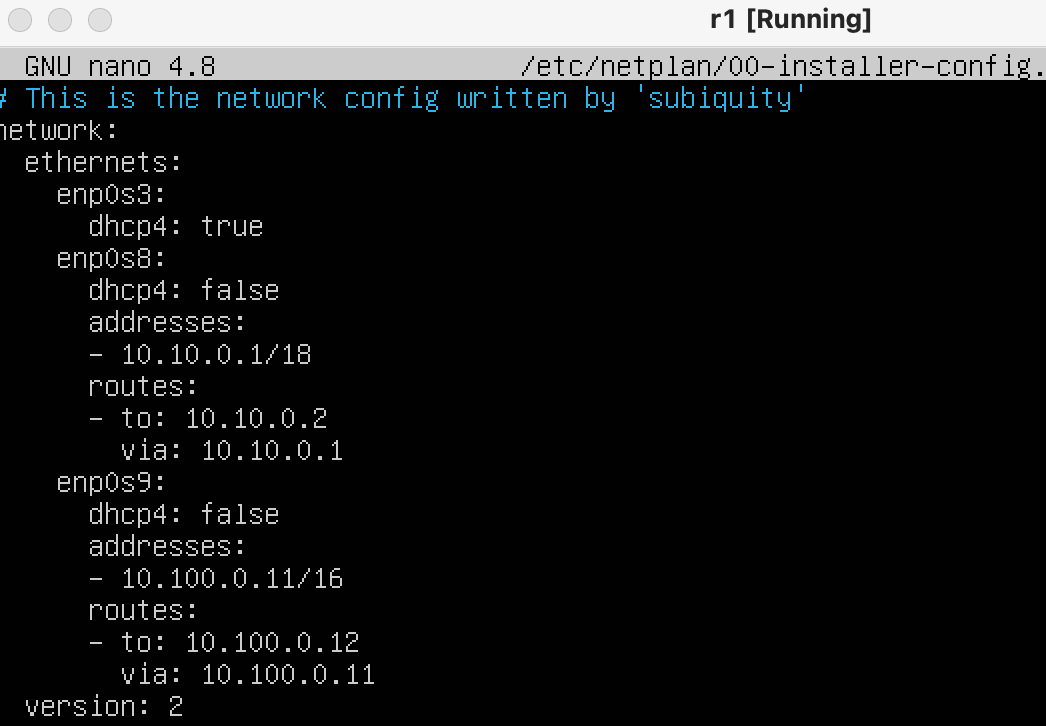 r1 [Running]
GNU nano 4.8 /etc/netplan/00-installer-config.
# This is the network config written by 'subiquity'
network:
  ethernets:
    enp0s3:
      dhcp4: true
    enp0s8:
      dhcp4: false
      addresses:
      - 10.10.0.1/18
      routes:
      - to: 10.10.0.2
        via: 10.10.0.1
    enp0s9:
      dhcp4: false
      addresses:
      - 10.100.0.11/16
      routes:
      - to: 10.100.0.12
        via: 10.100.0.11
  version: 2